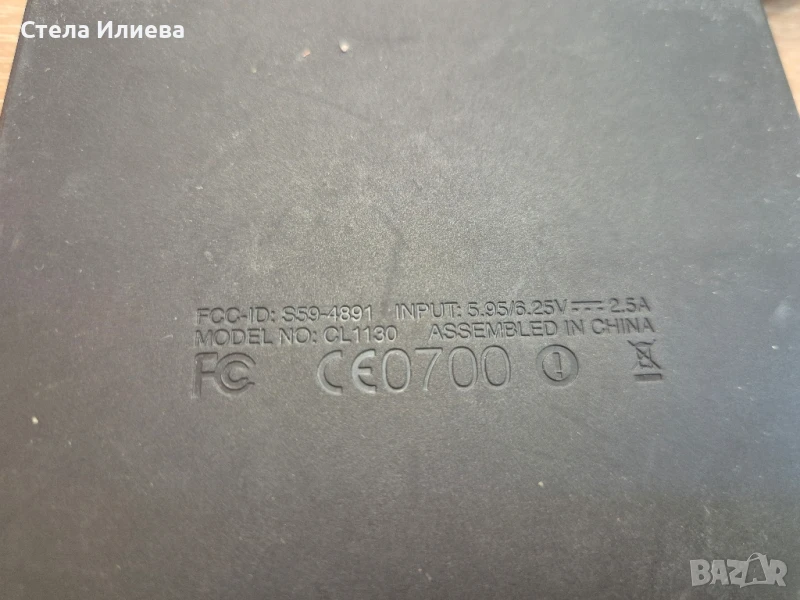 Стела Илиева
FCC-ID: S59-4891 INPUT: 5.95/6.25V⎓2.5A
MODEL NO: CL1130 ASSEMBLED IN CHINA
FC CE0700
BAZAR